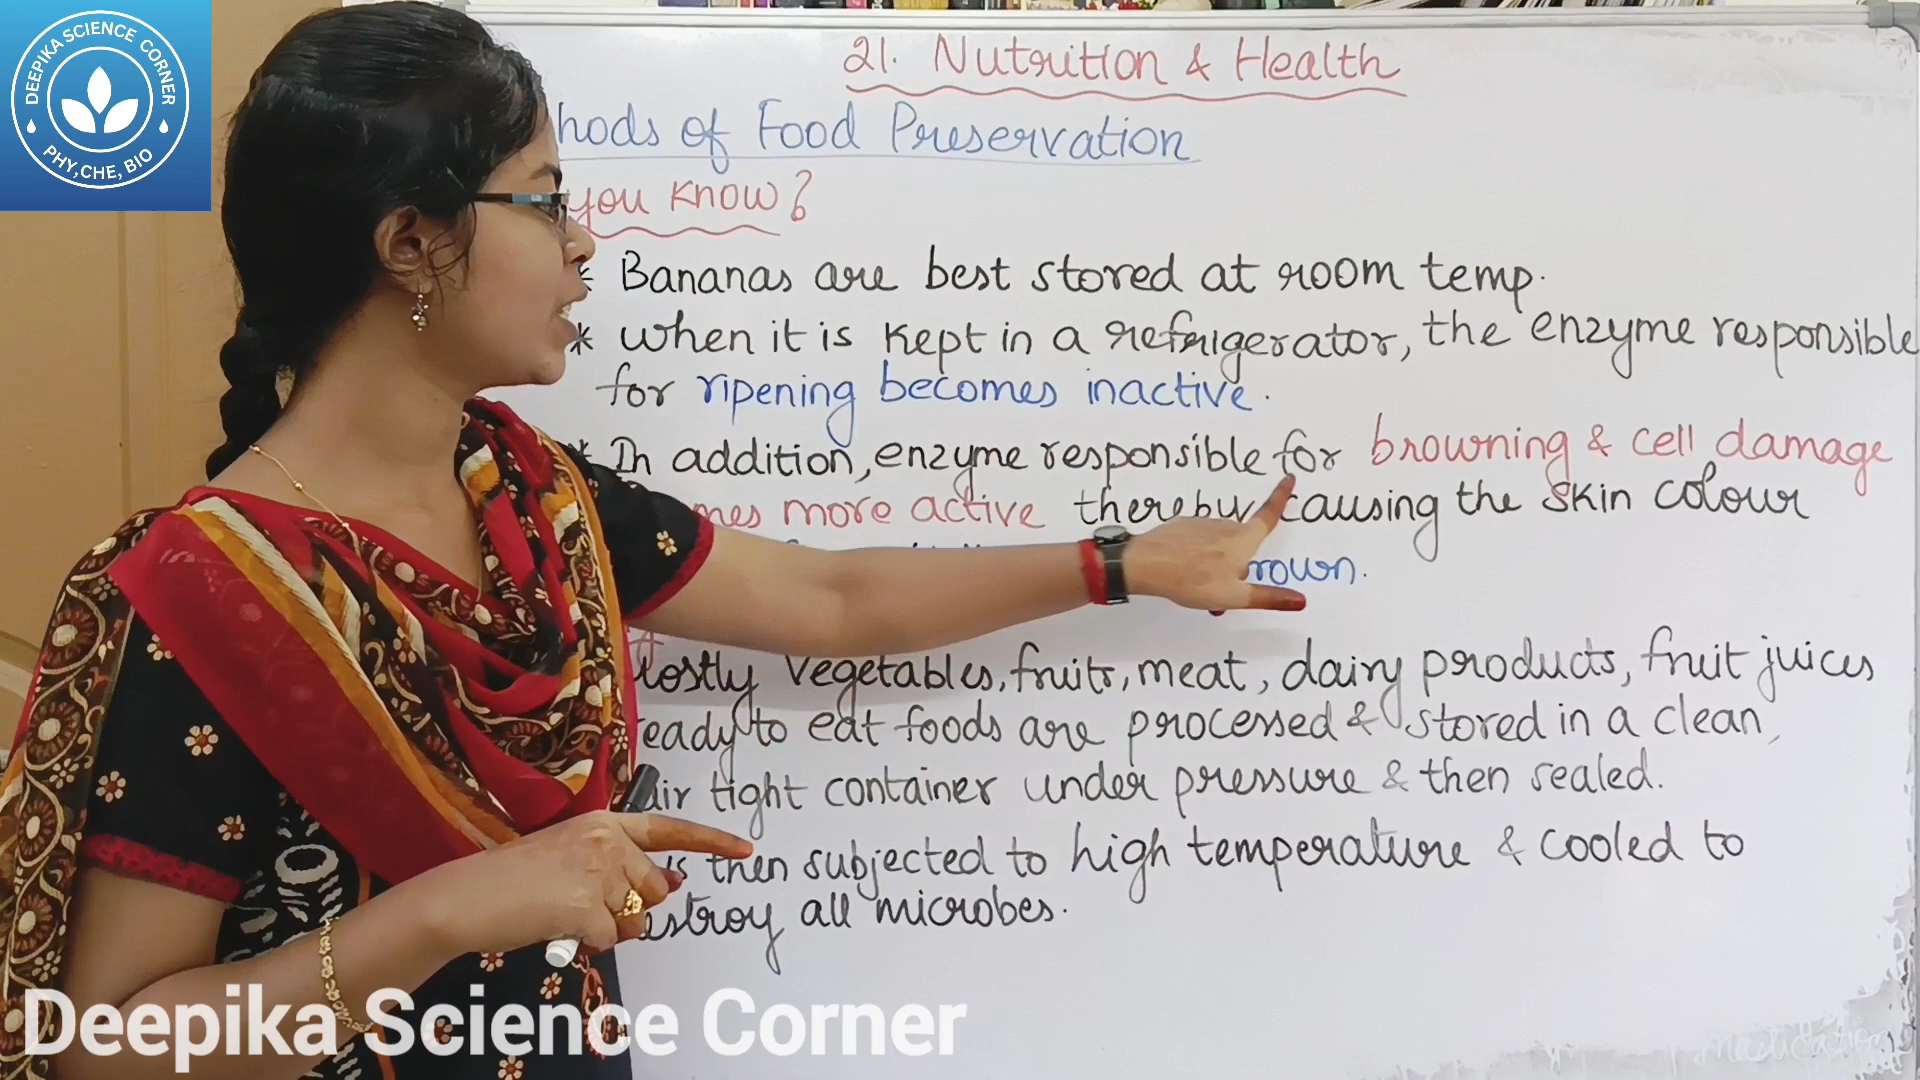 DEEPIKA SCIENCE CORNER
PHY,CHE, BIO
21. Nutrition & Health
hods of Food Preservation
you know?
* Bananas are best stored at room temp.
* when it is kept in a refrigerator, the enzyme responsible
for ripening becomes inactive.
* In addition, enzyme responsible for browning & cell damage
mes more active thereby causing the skin colour
rown.
lostly vegetables, fruits, meat, dairy products, fruit juices
eady to eat foods are processed & stored in a clean,
air tight container under pressure & then sealed.
is then subjected to high temperature & cooled to
estroy all microbes.
Deepika Science Corner